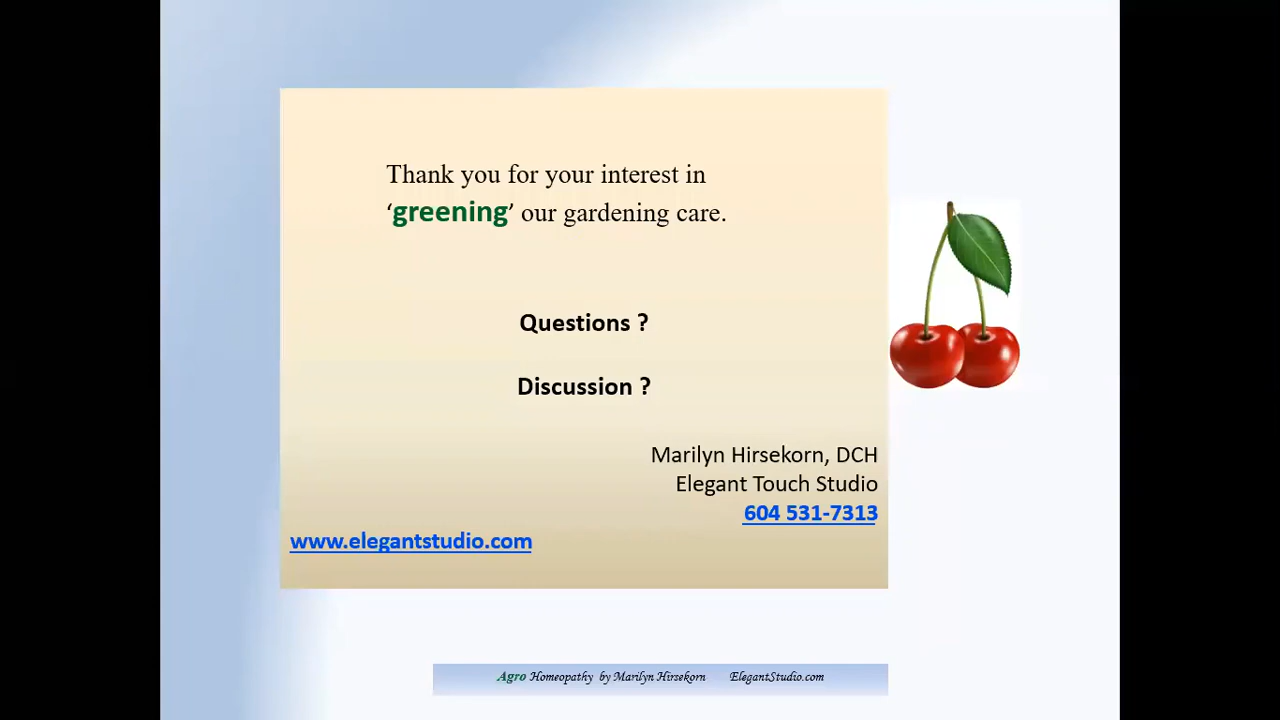 Thank you for your interest in
‘greening’ our gardening care.
Questions ?
Discussion ?
Marilyn Hirsekorn, DCH
Elegant Touch Studio
604 531-7313
www.elegantstudio.com
Agro Homeopathy by Marilyn Hirsekorn ElegantStudio.com